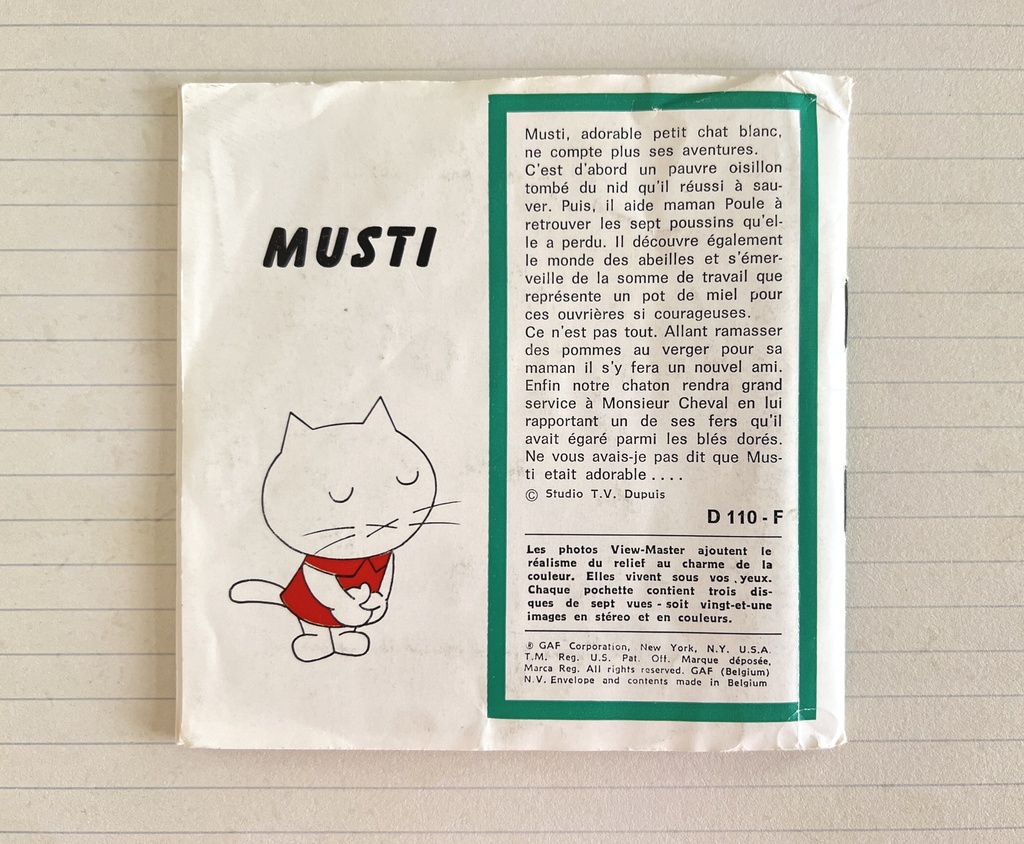 MUSTI
Musti, adorable petit chat blanc,
ne compte plus ses aventures.
C'est d'abord un pauvre oisillon
tombé du nid qu'il réussi à sau-
ver. Puis, il aide maman Poule à
retrouver les sept poussins qu'el-
le a perdu. Il découvre également
le monde des abeilles et s'émer-
veille de la somme de travail que
représente un pot de miel pour
ces ouvrières si courageuses.
Ce n'est pas tout. Allant ramasser
des pommes au verger pour sa
maman il s'y fera un nouvel ami.
Enfin notre chaton rendra grand
service à Monsieur Cheval en lui
rapportant un de ses fers qu'il
avait égaré parmi les blés dorés.
Ne vous avais-je pas dit que Mus-
ti etait adorable ....
© Studio T.V. Dupuis
D 110 - F
Les photos View-Master ajoutent le
réalisme du relief au charme de la
couleur. Elles vivent sous vos yeux.
Chaque pochette contient trois dis-
ques de sept vues - soit vingt-et-une
images en stéreo et en couleurs.
® GAF Corporation, New York, N.Y. U.S.A.
T.M. Reg. U.S. Pat. Off. Marque déposée,
Marca Reg. All rights reserved. GAF (Belgium)
N.V. Envelope and contents made in Belgium